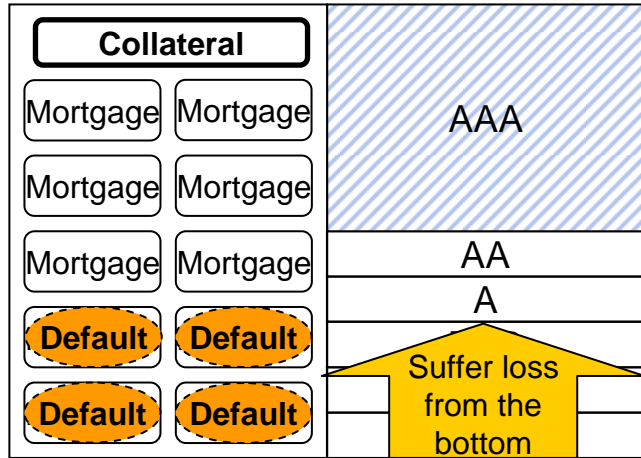 Collateral
Mortgage Mortgage
Mortgage Mortgage
Mortgage Mortgage
Default Default
Default Default
AAA
AA
A
Suffer loss
from the
bottom